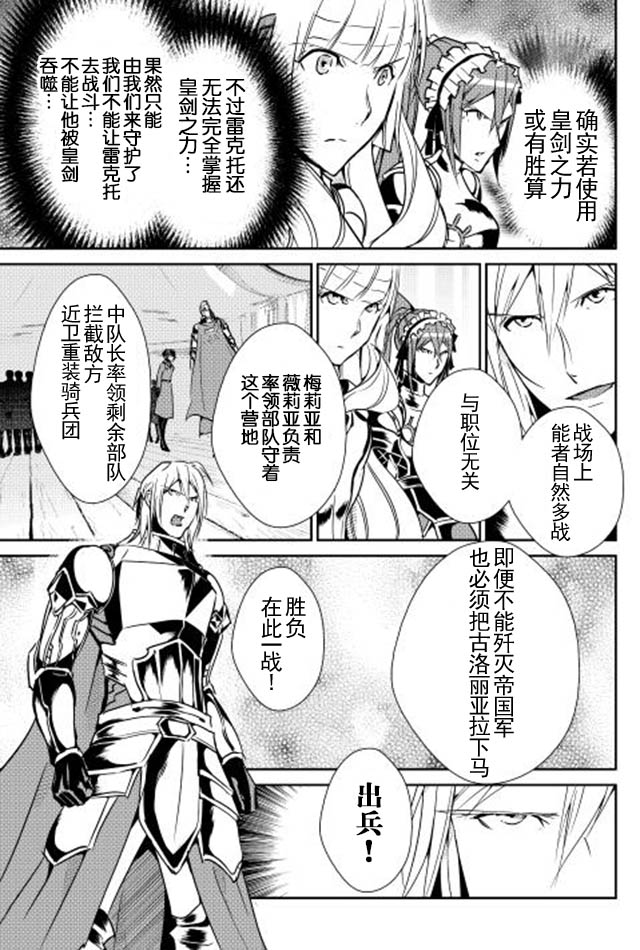 确实若使用
皇剑之力
或有胜算
不过雷克托还
无法完全掌握
皇剑之力…
果然只能
由我们来守护了
我们不能让雷克托
去战斗…
不能让他被皇剑
吞噬…
战场上
能者自然多战
与职位无关
梅莉亚和
薇莉亚负责
率领部队守着
这个营地
中队长率领剩余部队
拦截敌方
近卫重装骑兵团
即便不能歼灭帝国军
也必须把古洛丽亚拉下马
胜负
在此一战！
出兵！